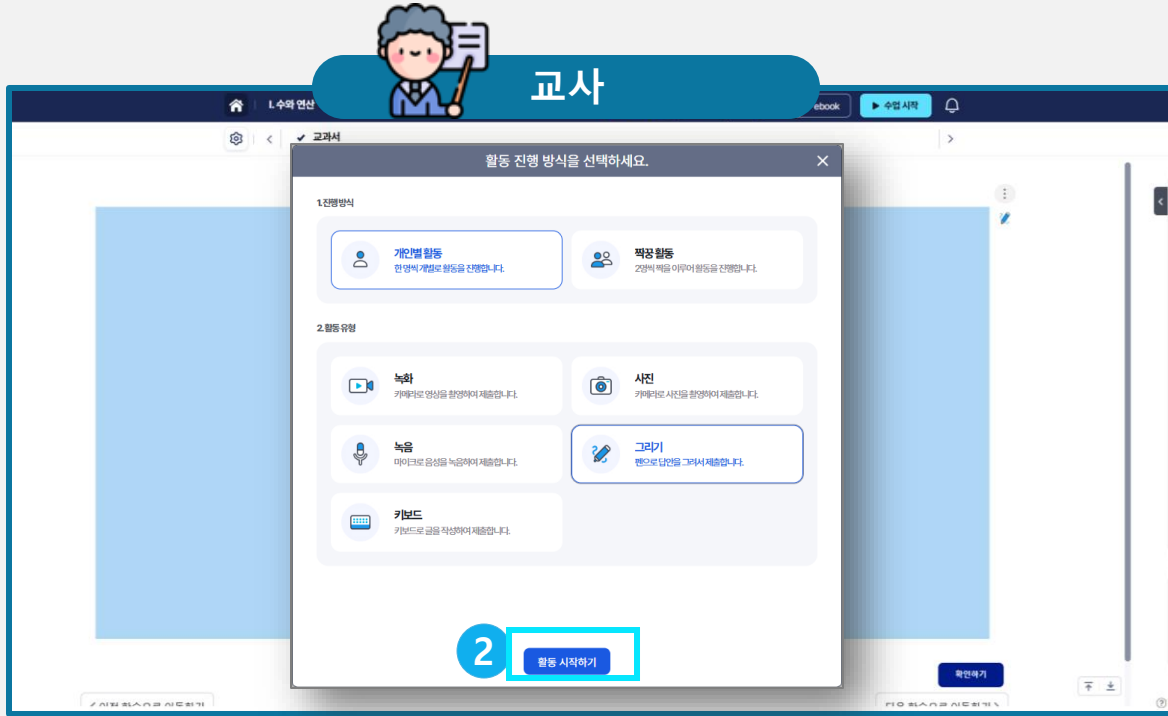 교사
I. 수와 연산
ebook
수업 시작
교과서
활동 진행 방식을 선택하세요.
1.진행방식
개인별 활동
한 명씩 개별로 활동을 진행합니다.
짝꿍 활동
2명씩 짝을 이루어 활동을 진행합니다.
2.활동 유형
녹화
카메라로 영상을 촬영하여 제출합니다.
사진
카메라로 사진을 촬영하여 제출합니다.
녹음
마이크로 음성을 녹음하여 제출합니다.
그리기
펜으로 답안을 그려서 제출합니다.
키보드
키보드로 글을 작성하여 제출합니다.
2
활동 시작하기
확인하기